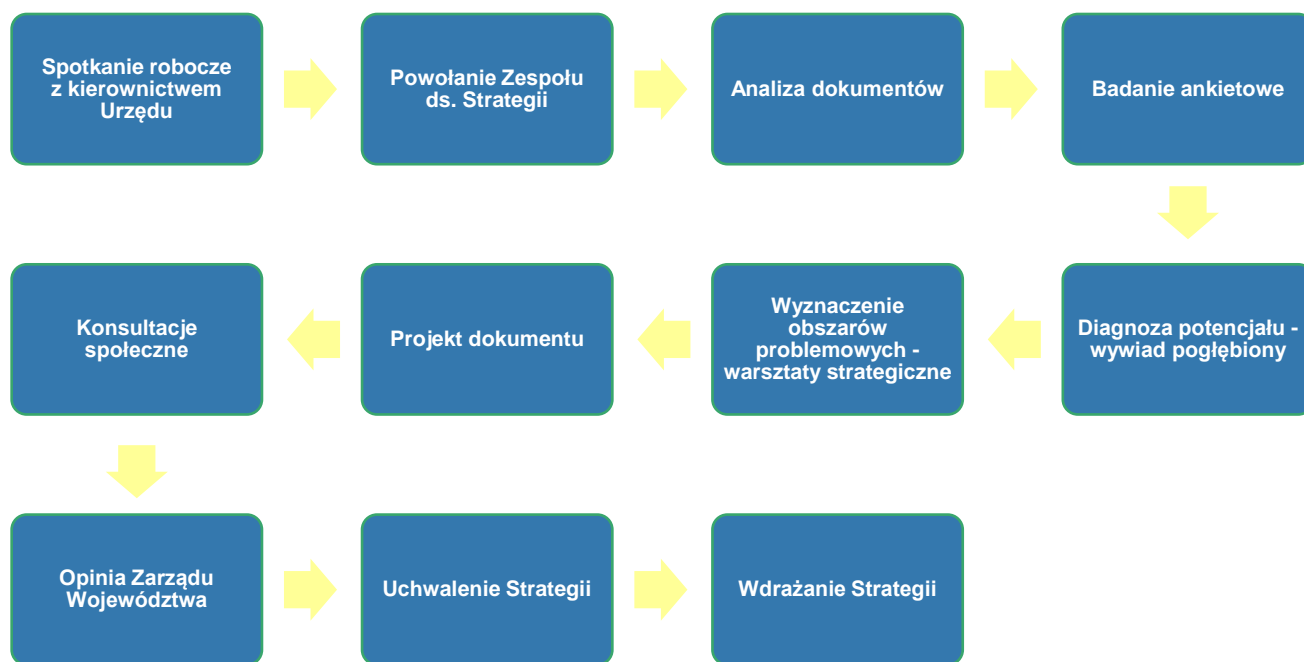 Spotkanie robocze
z kierownictwem
Urzędu
Powołanie Zespołu
ds. Strategii
Analiza dokumentów
Badanie ankietowe
Diagnoza potencjału -
wywiad pogłębiony
Wyznaczenie
obszarów
problemowych -
warsztaty strategiczne
Projekt dokumentu
Konsultacje
społeczne
Opinia Zarządu
Województwa
Uchwalenie Strategii
Wdrażanie Strategii